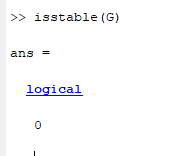 >> isstable(G)
ans =
logical
0